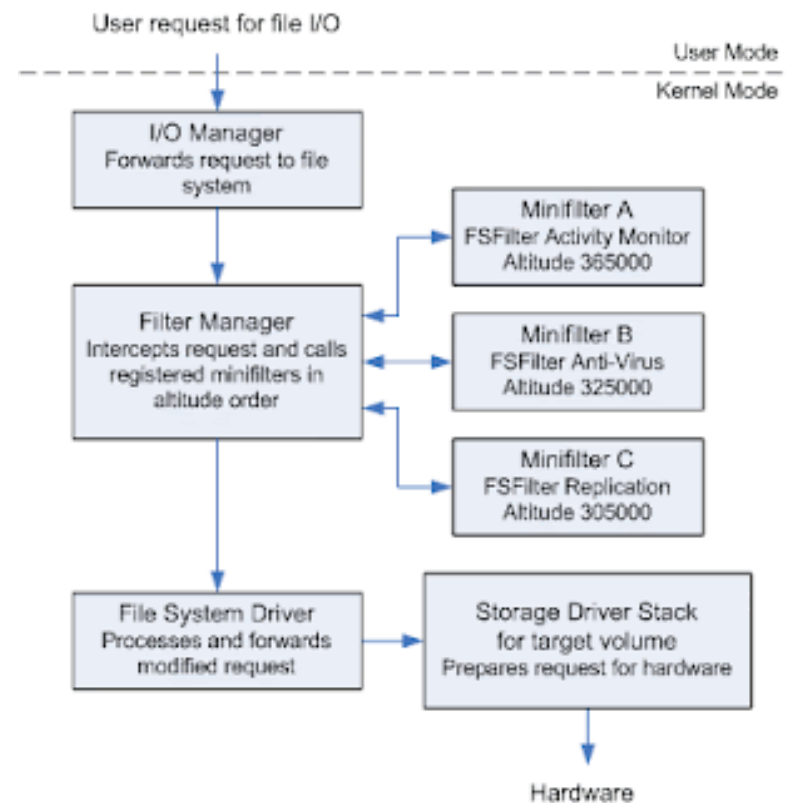 User request for file I/O
User Mode
Kernel Mode
I/O Manager
Forwards request to file
system
Minifilter A
FSFilter Activity Monitor
Altitude 365000
Filter Manager
Intercepts request and calls
registered minifilters in
altitude order
Minifilter B
FSFilter Anti-Virus
Altitude 325000
Minifilter C
FSFilter Replication
Altitude 305000
File System Driver
Processes and forwards
modified request
Storage Driver Stack
for target volume
Prepares request for hardware
Hardware